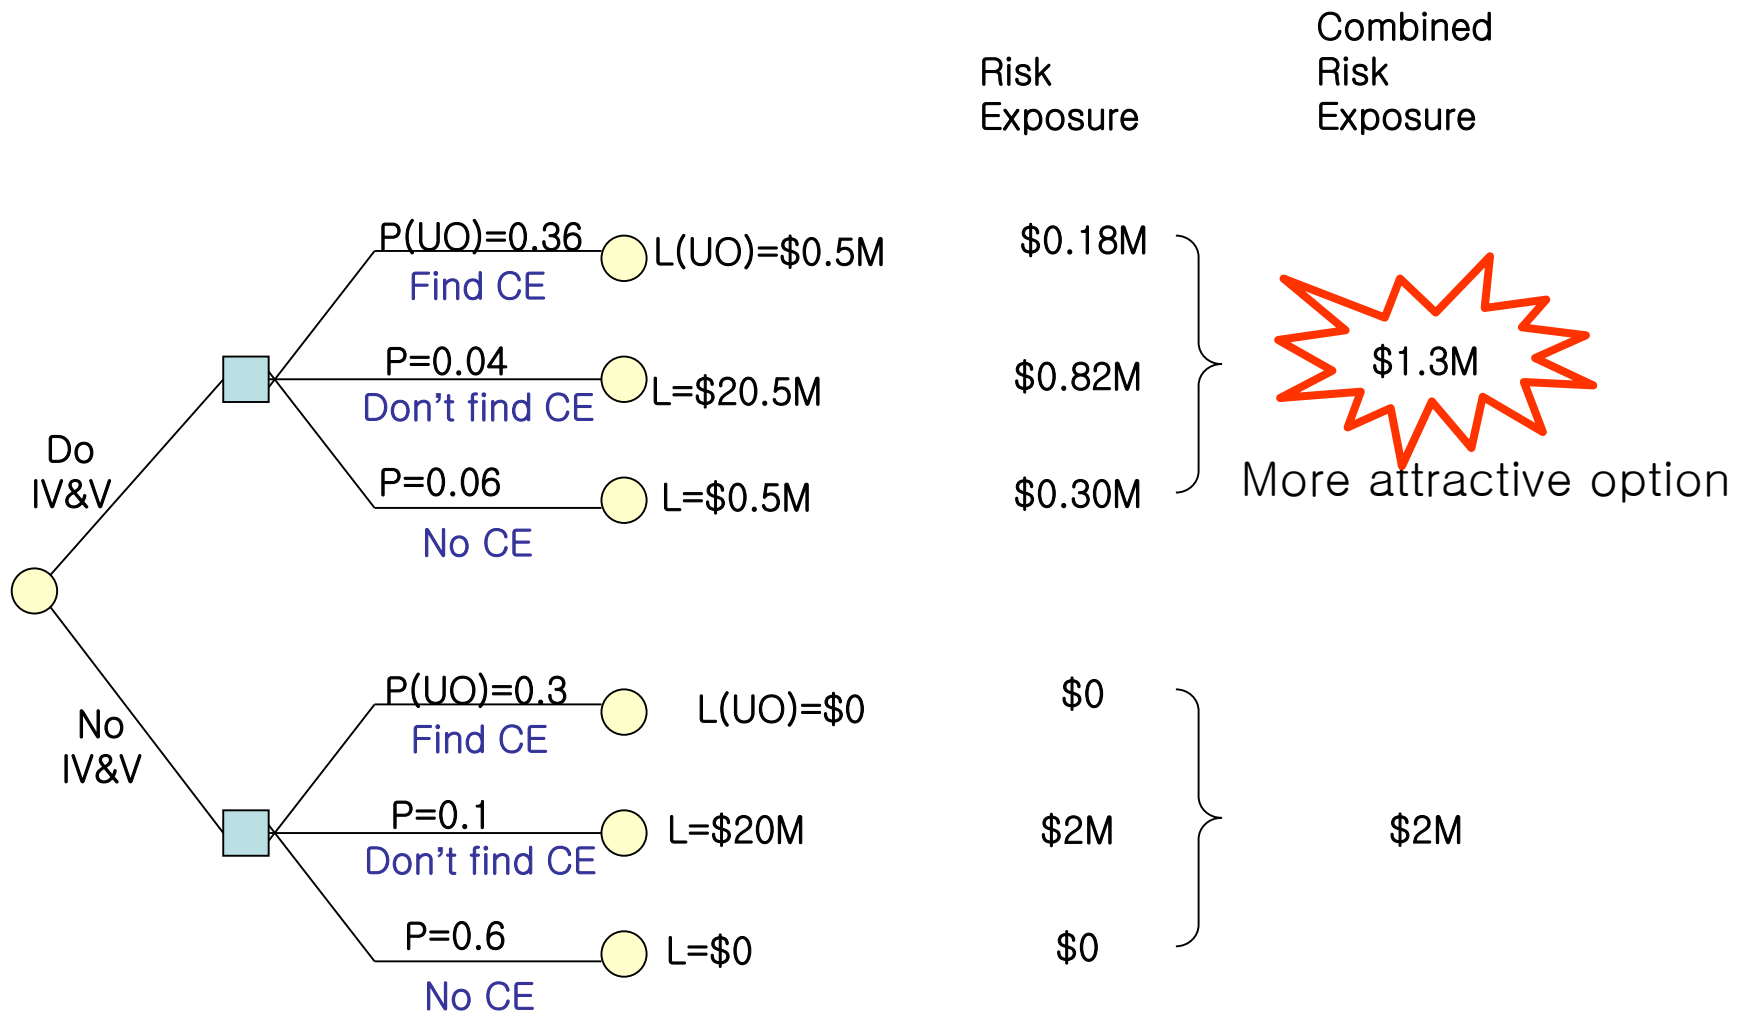 Combined
Risk
Exposure
Risk
Exposure
P(UO)=0.36
Find CE
L(UO)=$0.5M
$0.18M
P=0.04
Don't find CE
L=$20.5M
$0.82M
$1.3M
Do
IV&V
P=0.06
No CE
L=$0.5M
$0.30M
More attractive option
No
IV&V
P(UO)=0.3
Find CE
L(UO)=$0
$0
P=0.1
Don't find CE
L=$20M
$2M
$2M
P=0.6
No CE
L=$0
$0